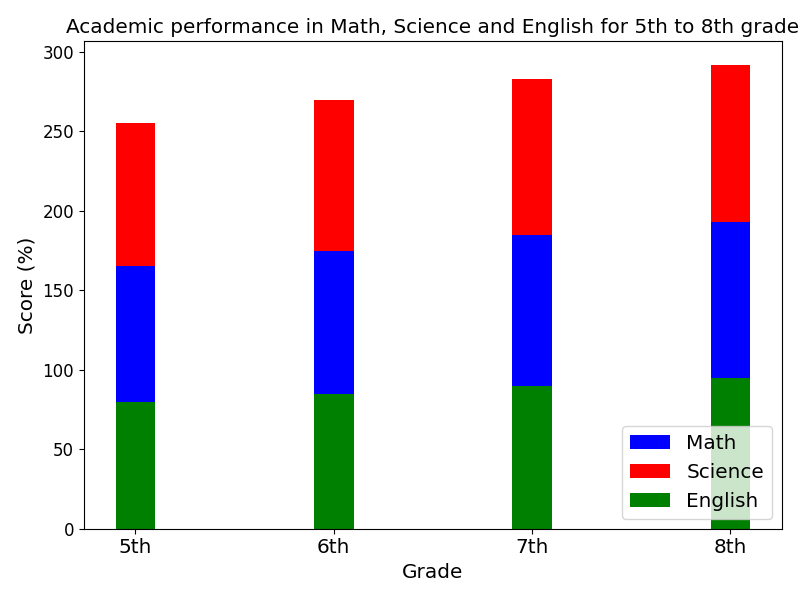 Academic performance in Math, Science and English for 5th to 8th grade
300
250
200
150
100
50
0
Score (%)
5th
6th
7th
8th
Grade
Math
Science
English